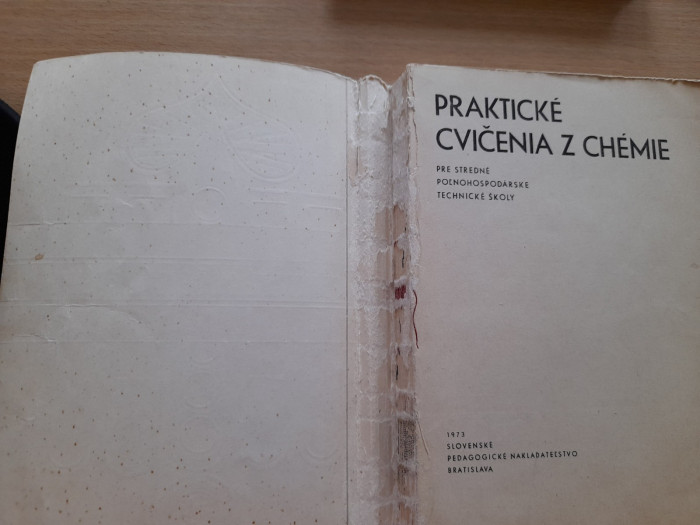 PRAKTICKÉ
CVIČENIA Z CHÉMIE
PRE STREDNÉ
POĽNOHOSPODÁRSKE
TECHNICKÉ ŠKOLY
1973
SLOVENSKÉ
PEDAGOGICKÉ NAKLADATEĽSTVO
BRATISLAVA